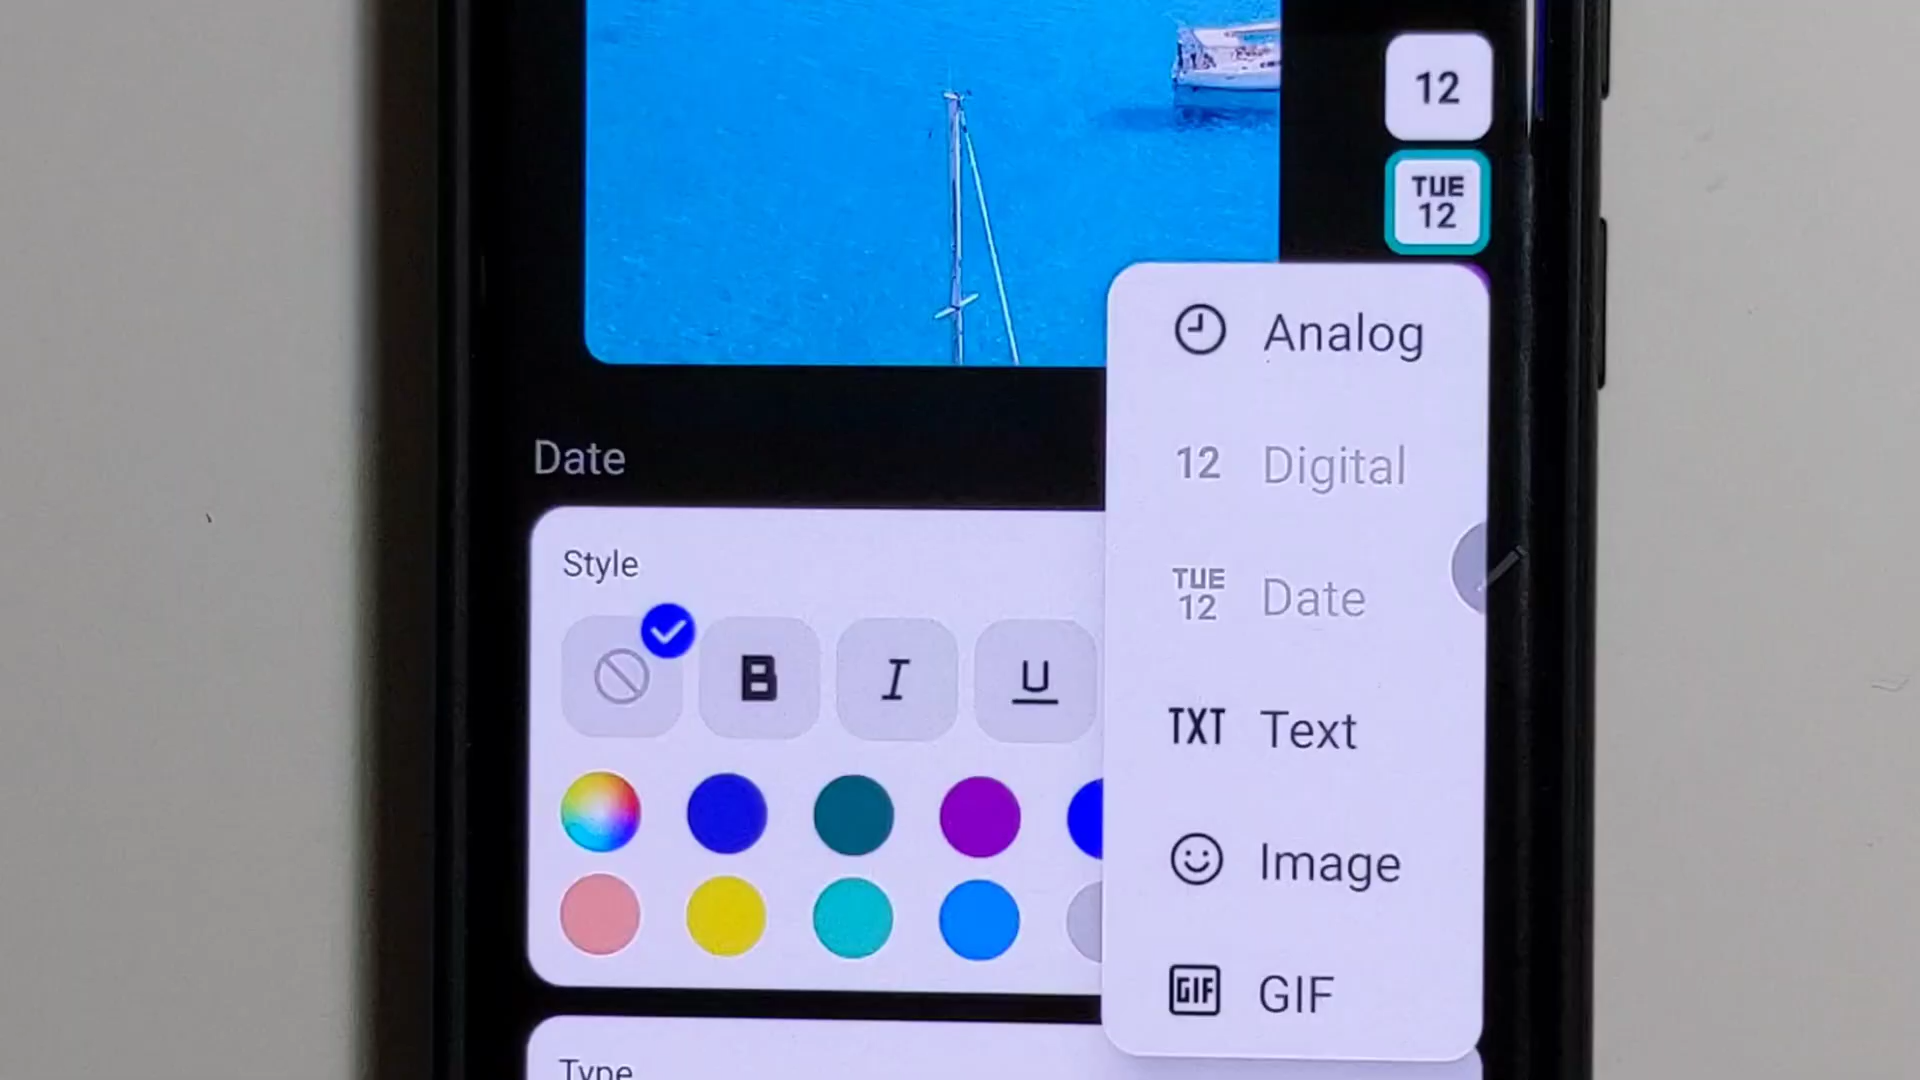 12
TUE
12
Analog
12 Digital
TUE
12
Date
TXT Text
Image
GIF GIF
Date
Style
B I U
Type